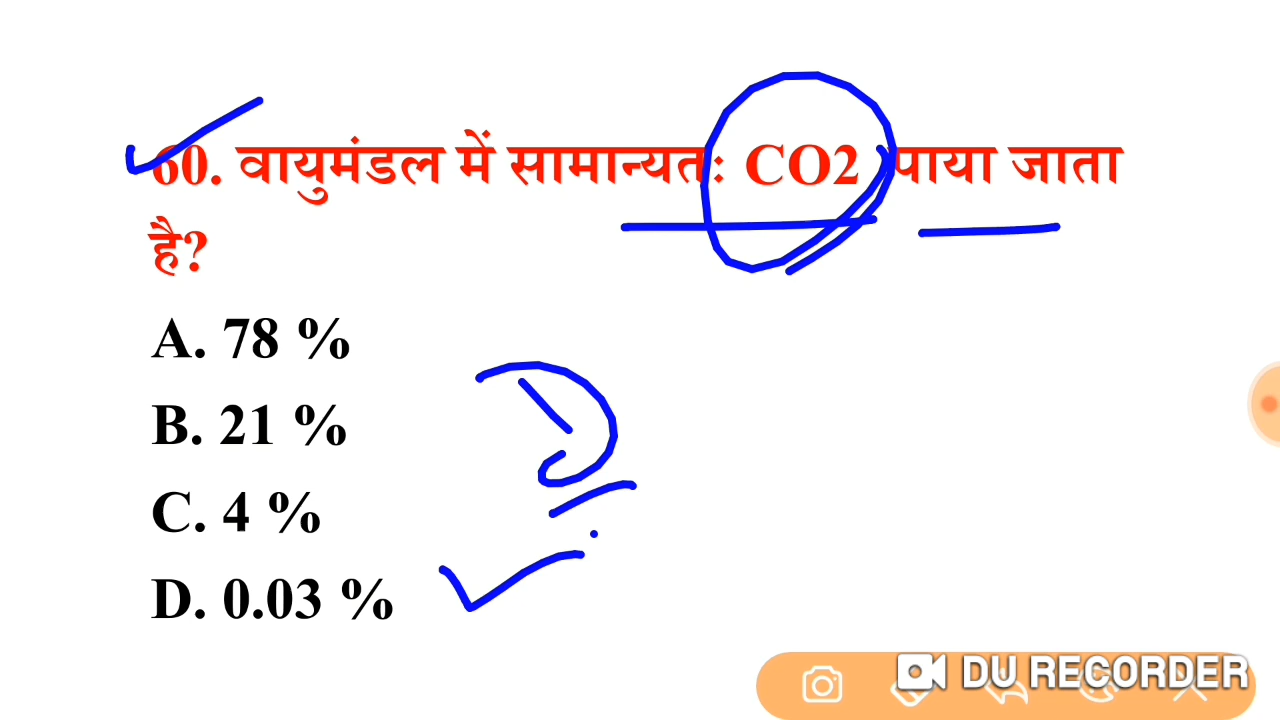 60. वायुमंडल में सामान्यतः CO2 पाया जाता
है?
A. 78 %
B. 21 %
C. 4 %
D. 0.03 %
DU RECORDER